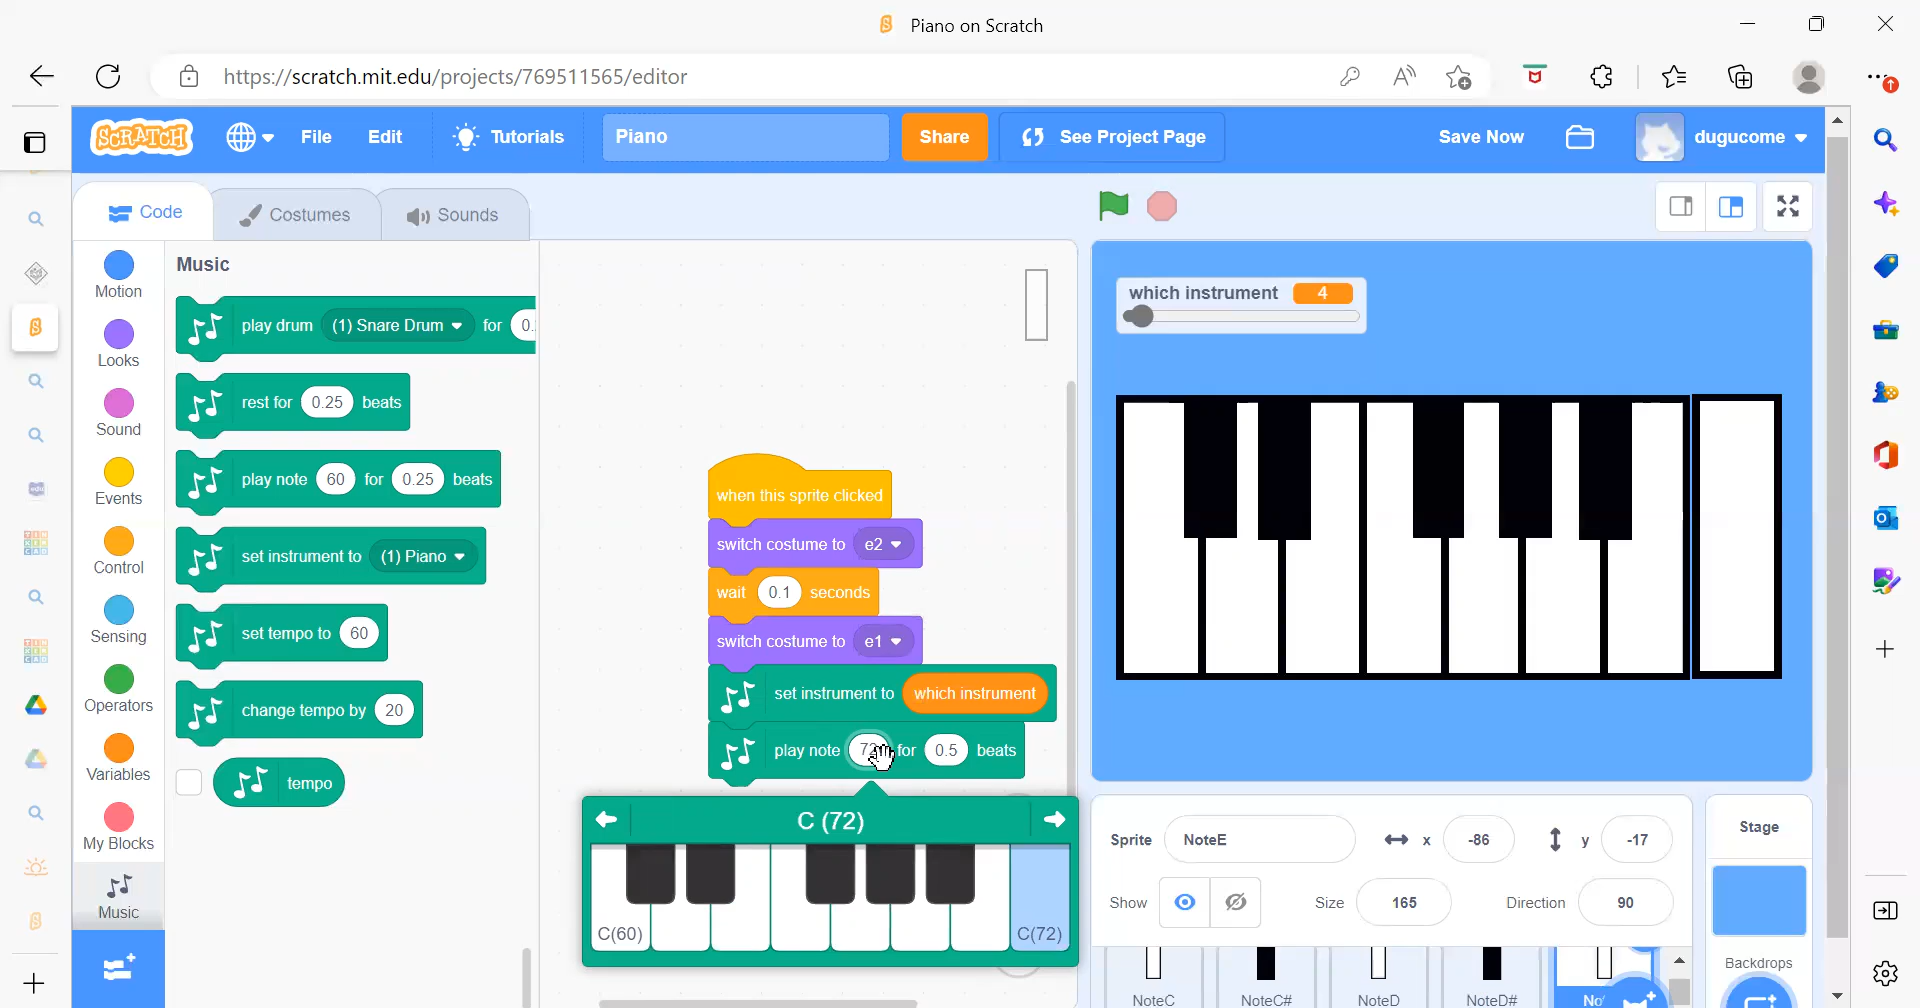 Piano on Scratch
https://scratch.mit.edu/projects/769511565/editor
SCRATCH File Edit Tutorials Piano Share See Project Page Save Now dugucome
Code Costumes Sounds
Motion
Looks
Sound
Events
Control
Sensing
Operators
Variables
My Blocks
Music
Music
play drum (1) Snare Drum for 0.
rest for 0.25 beats
play note 60 for 0.25 beats
set instrument to (1) Piano
set tempo to 60
change tempo by 20
tempo
when this sprite clicked
switch costume to e2
wait 0.1 seconds
switch costume to e1
set instrument to which instrument
play note 72 for 0.5 beats
C (72)
C(60) C(72)
which instrument 4
Sprite NoteE x -86 y -17
Show Size 165 Direction 90
NoteC NoteC# NoteD NoteD# No
Stage
Backdrops